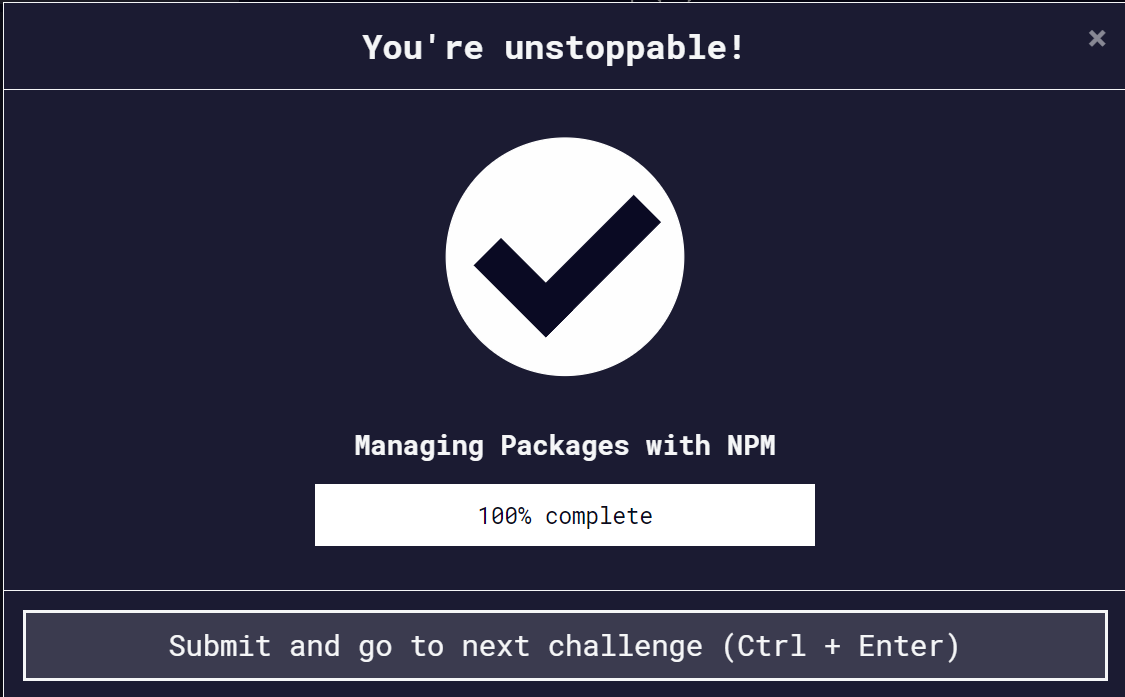 You're unstoppable!
×
Managing Packages with NPM
100% complete
Submit and go to next challenge (Ctrl + Enter)